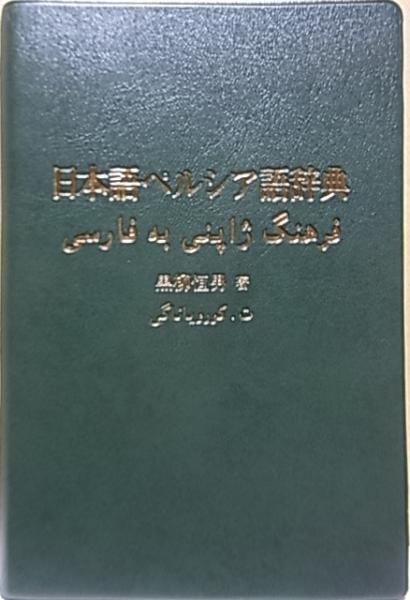 日本語ペルシア語辞典
فرهنگ ژاپنی به فارسی
黒柳恒男 著
ت. کورویاناگی